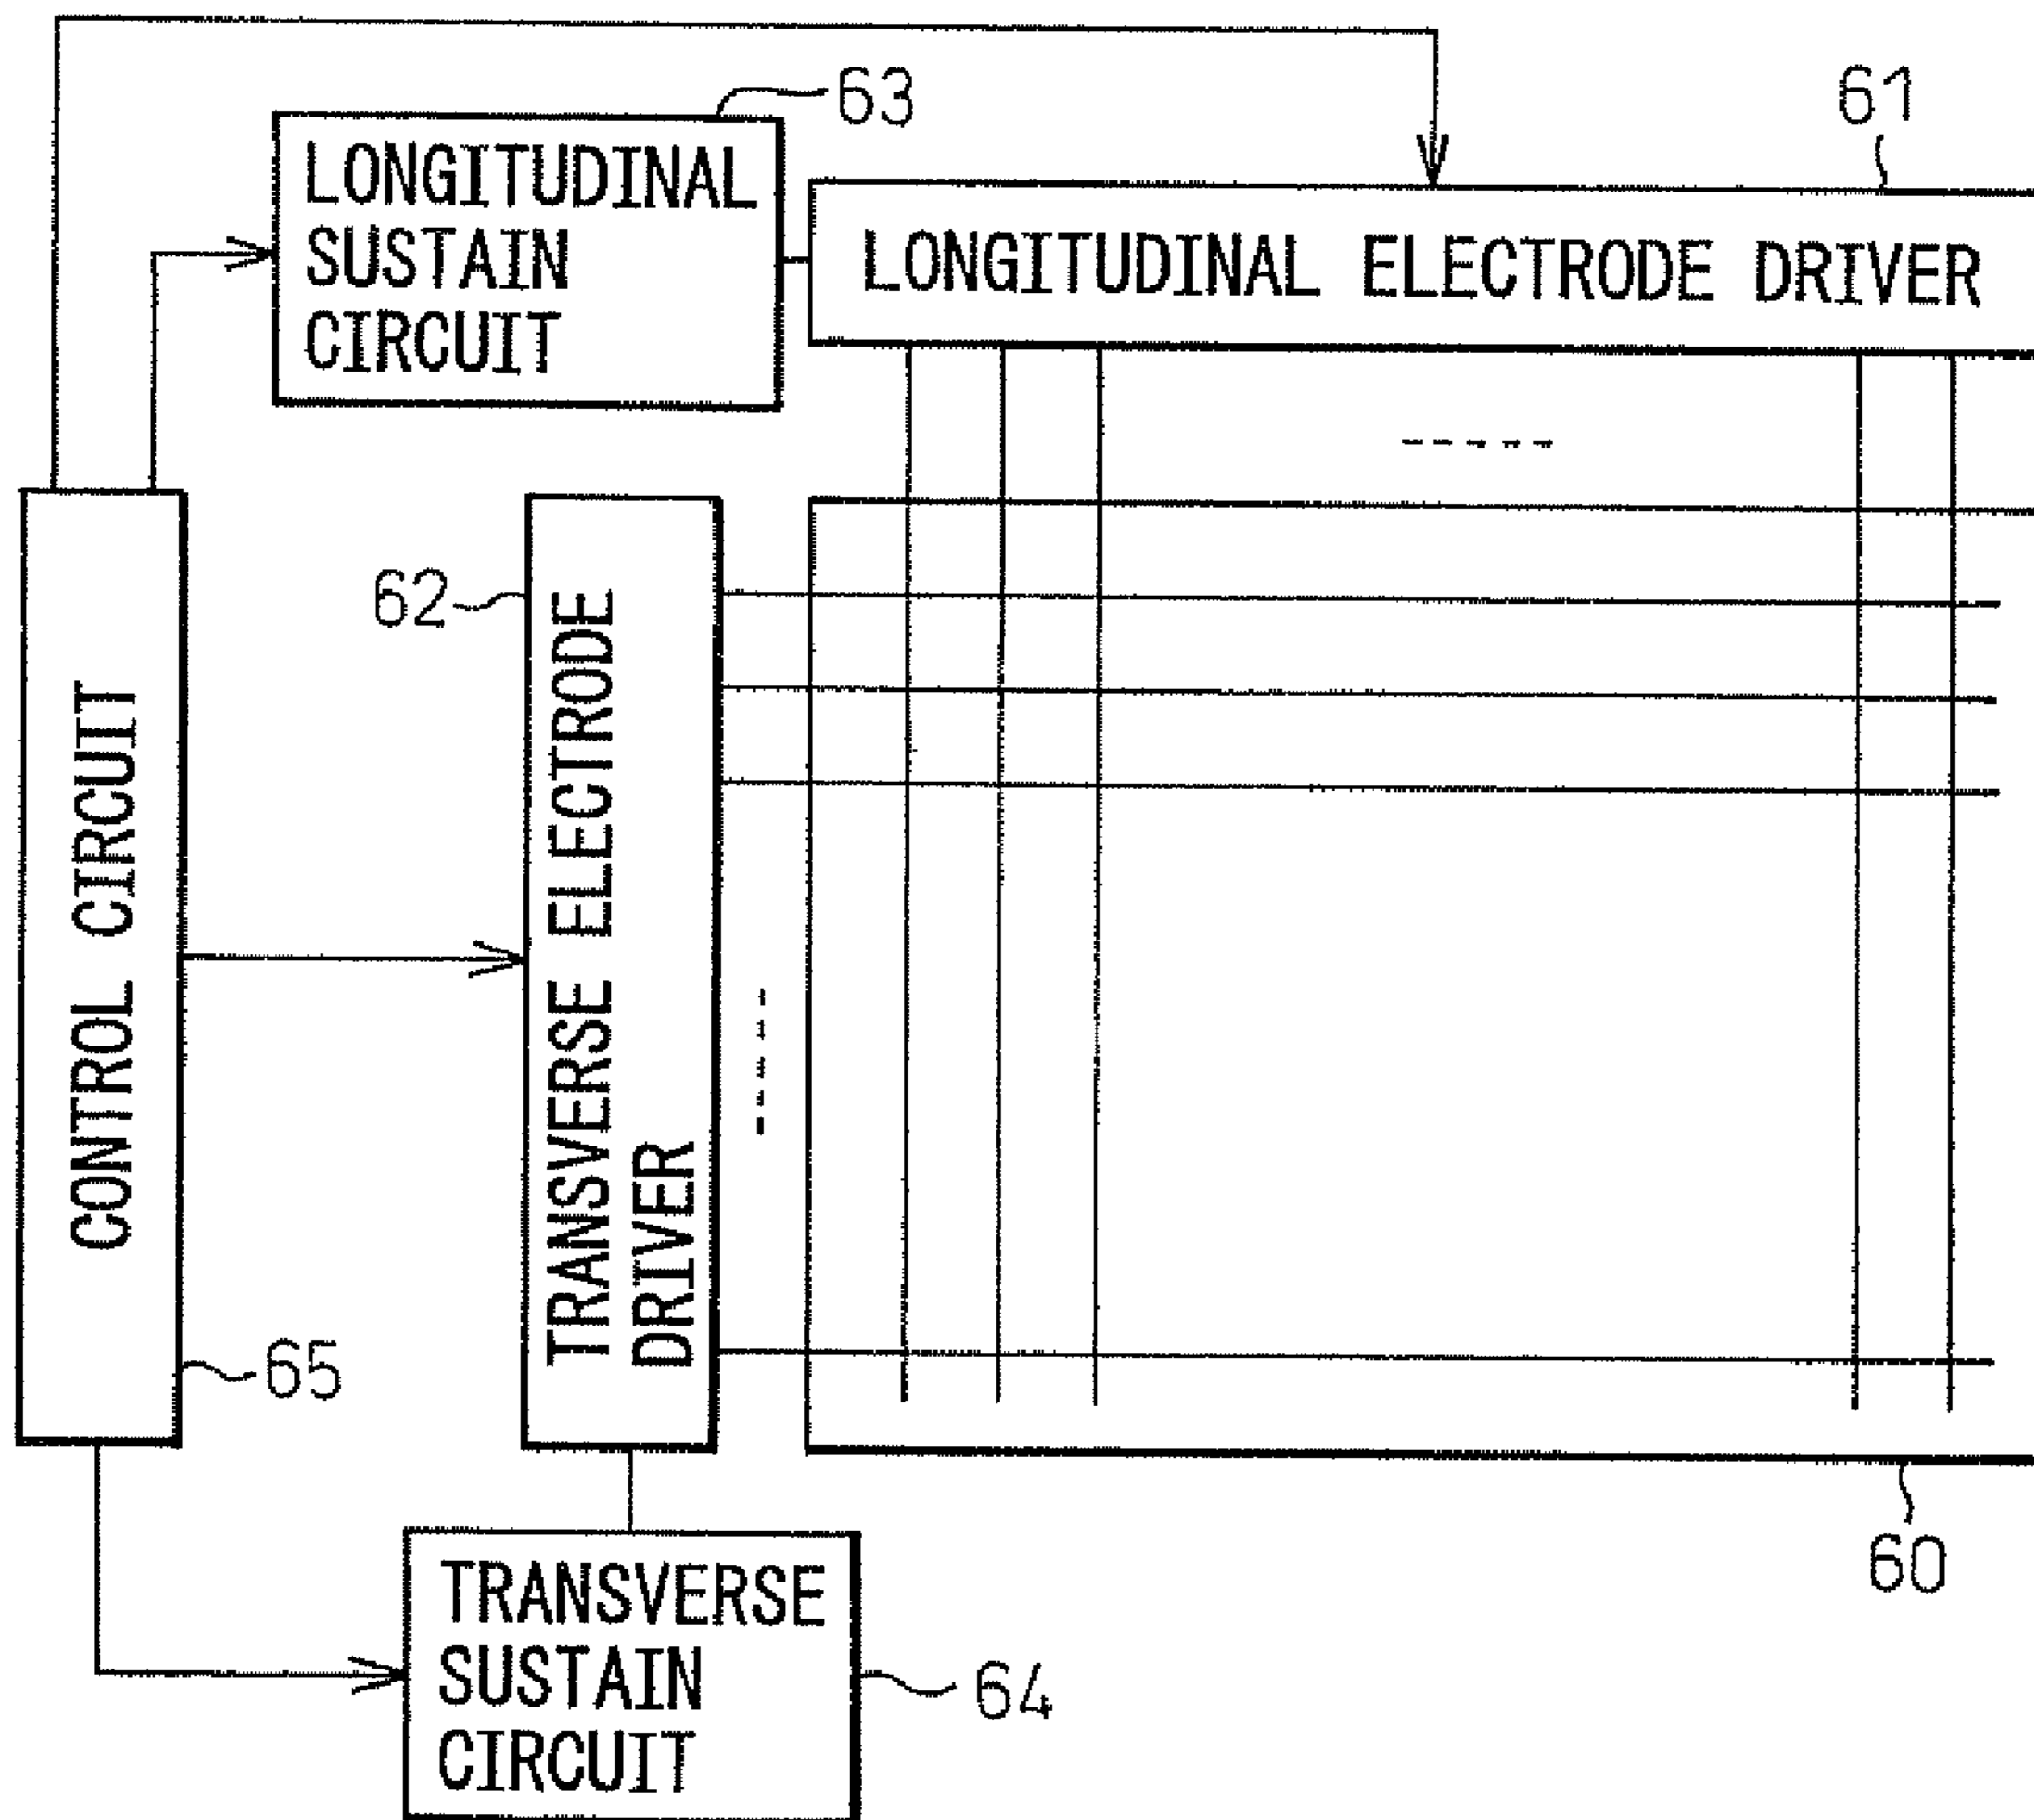 63
61
LONGITUDINAL
SUSTAIN
CIRCUIT
LONGITUDINAL ELECTRODE DRIVER
62
CONTROL CIRCUIT
TRANSVERSE ELECTRODE
DRIVER
65
60
TRANSVERSE
SUSTAIN
CIRCUIT
64